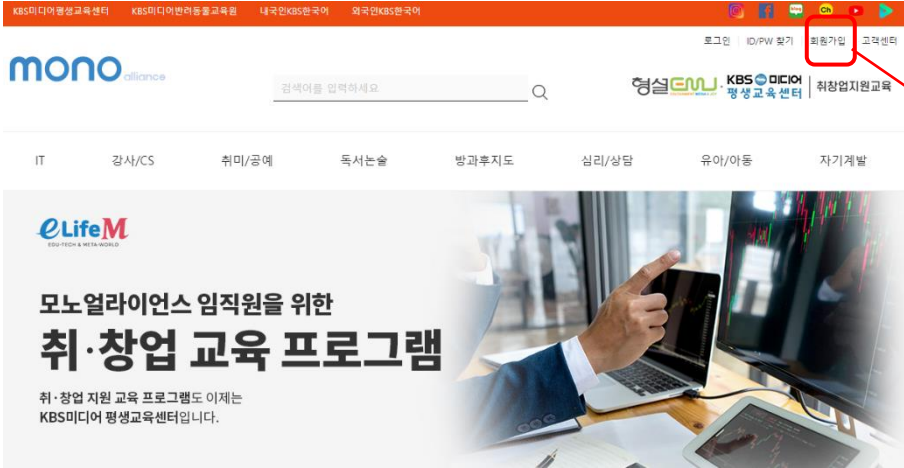 KBS미디어평생교육센터 KBS미디어반려동물교육원 내국인KBS한국어 외국인KBS한국어
blog Ch
로그인 ID/PW 찾기 회원가입 고객센터
mono alliance
검색어를 입력하세요
형설EMJ · KBS 미디어 평생교육센터 취창업지원교육
IT 강사/CS 취미/공예 독서논술 방과후지도 심리/상담 유아/아동 자기계발
eLifeM
EDU-TECH & META-WORLD
모노얼라이언스 임직원을 위한
취·창업 교육 프로그램
취·창업 지원 교육 프로그램도 이제는
KBS미디어 평생교육센터입니다.